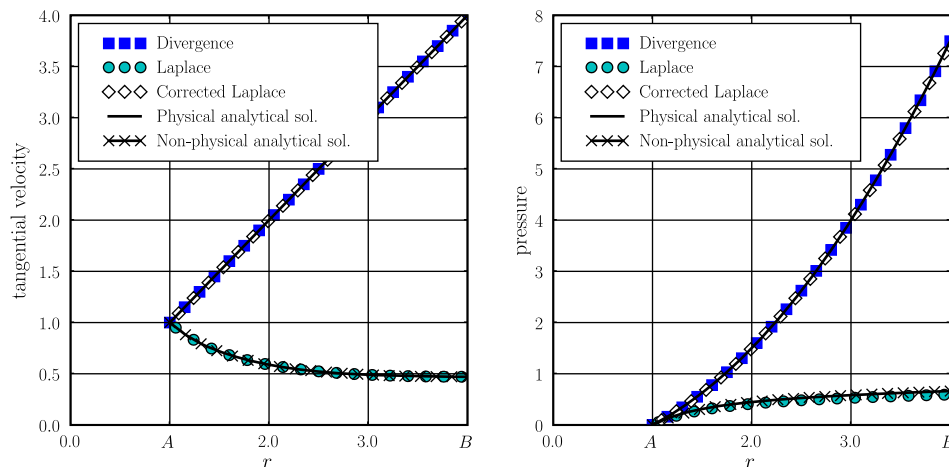 4.0
3.5
3.0
2.5
2.0
1.5
1.0
0.5
0.0
tangential velocity
Divergence
Laplace
Corrected Laplace
Physical analytical sol.
Non-physical analytical sol.
0.0
A
2.0
3.0
B
r
8
7
6
5
4
3
2
1
0
pressure
Divergence
Laplace
Corrected Laplace
Physical analytical sol.
Non-physical analytical sol.
0.0
A
2.0
3.0
B
r